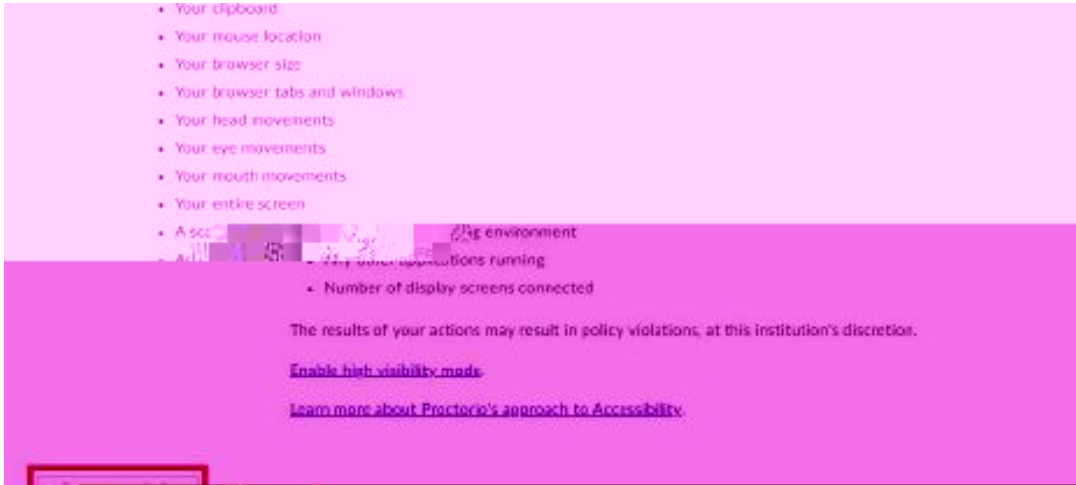 Your clipboard
Your mouse location
Your browser size
Your browser tabs and windows
Your head movements
Your eye movements
Your mouth movements
Your entire screen
A environment
running
Number of display screens connected
The results of your actions may result in policy violations, at this institution's discretion.
Enable high visibility mode.
Learn more about Proctorio's approach to Accessibility.